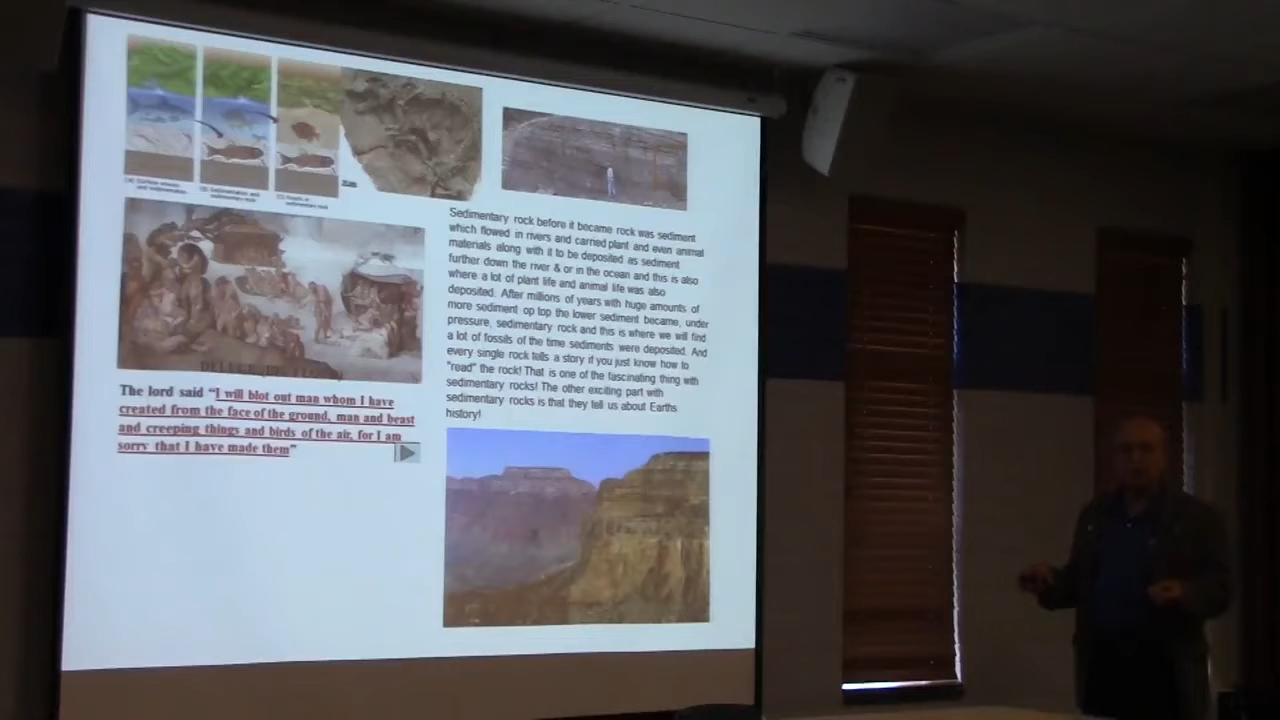 (A)
(B) Sedimentation and
sedimentary rock
sedimentary rock
DELUGE
The lord said “I will blot out man whom I have
created from the face of the ground, man and beast
and creeping things and birds of the air, for I am
sorry that I have made them”
Sedimentary rock before it became rock was sediment
which flowed in rivers and carried plant and even animal
materials along with it to be deposited as sediment
further down the river & or in the ocean and this is also
where a lot of plant life and animal life was also
deposited. After millions of years with huge amounts of
more sediment op top the lower sediment became, under
pressure, sedimentary rock and this is where we will find
a lot of fossils of the time sediments were deposited. And
every single rock tells a story if you just know how to
"read" the rock! That is one of the fascinating thing with
sedimentary rocks! The other exciting part with
sedimentary rocks is that they tell us about Earths
history!